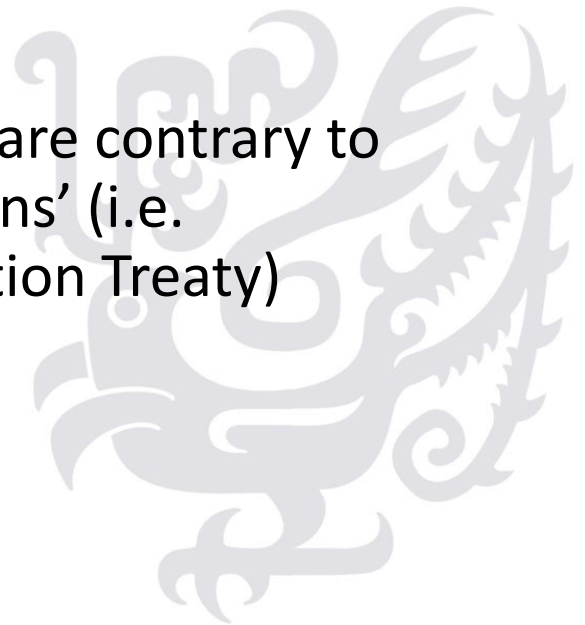 are contrary to
ns’ (i.e.
tion Treaty)